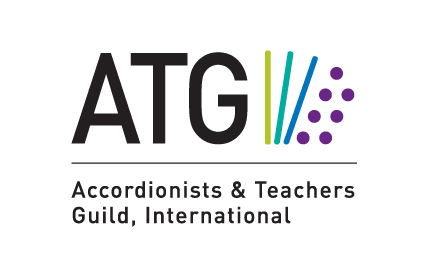 ATG
Accordionists & Teachers
Guild, International